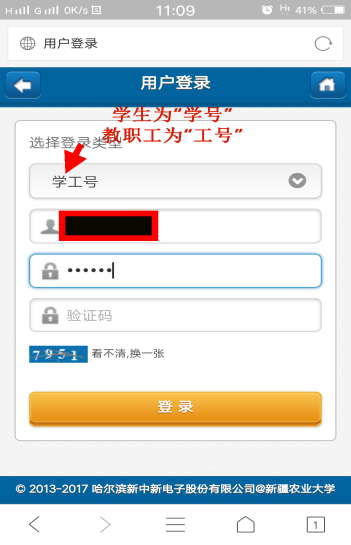 H G 0K/s 11:09 H 41%
用户登录
用户登录
学生为“学号”
教职工为“工号”
选择登录类型
学工号
••••••
验证码
7951 看不清,换一张
登 录
© 2013-2017 哈尔滨新中新电子股份有限公司@新疆农业大学
1